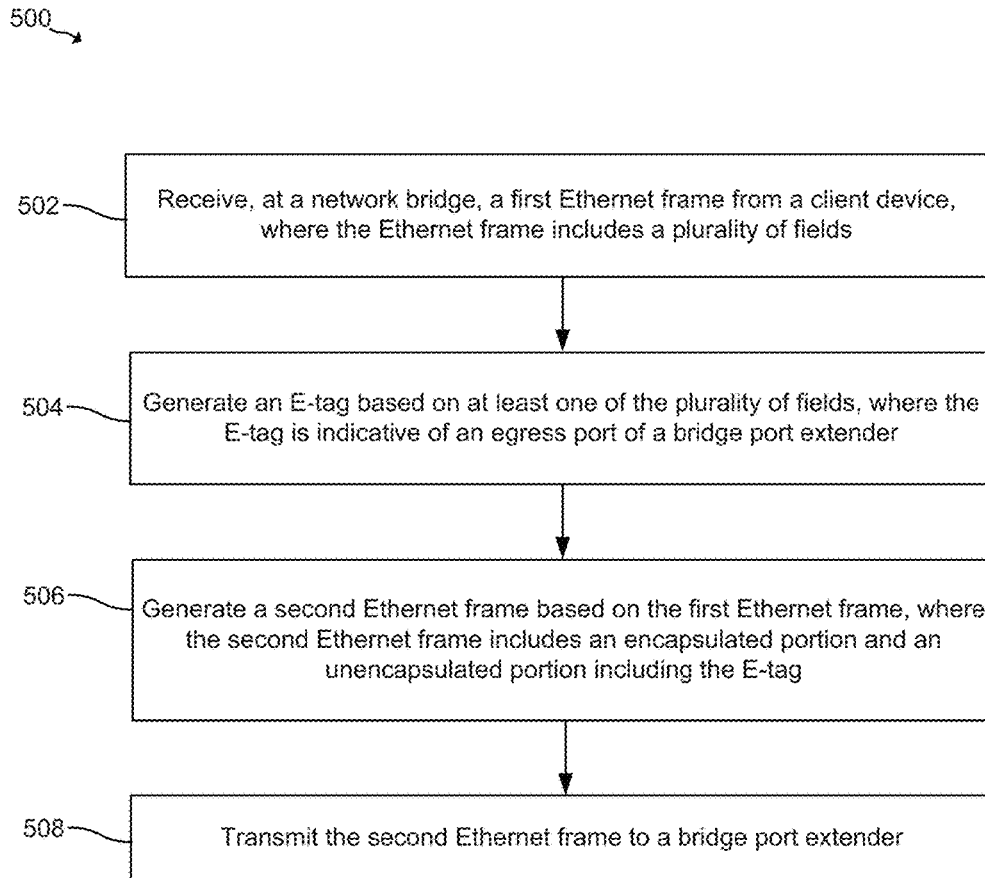 500
502
Receive, at a network bridge, a first Ethernet frame from a client device,
where the Ethernet frame includes a plurality of fields
504
Generate an E-tag based on at least one of the plurality of fields, where the
E-tag is indicative of an egress port of a bridge port extender
506
Generate a second Ethernet frame based on the first Ethernet frame, where
the second Ethernet frame includes an encapsulated portion and an
unencapsulated portion including the E-tag
508
Transmit the second Ethernet frame to a bridge port extender